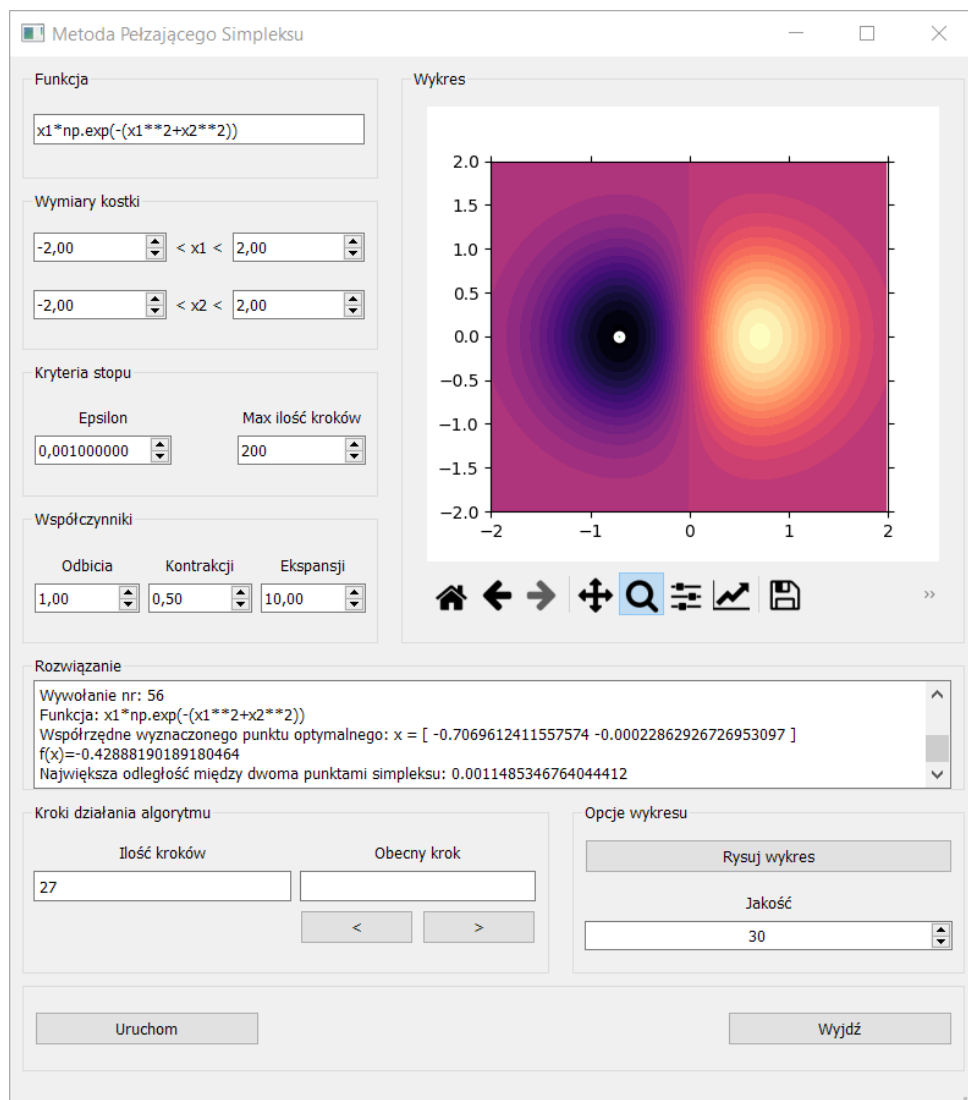 Metoda Pełzającego Simpleksu
Funkcja
x1*np.exp(-(x1**2+x2**2))
Wymiary kostki
-2,00 < x1 < 2,00
-2,00 < x2 < 2,00
Kryteria stopu
Epsilon Max ilość kroków
0,001000000 200
Współczynniki
Odbicia Kontrakcji Ekspansji
1,00 0,50 10,00
Wykres
2.0
1.5
1.0
0.5
0.0
−0.5
−1.0
−1.5
−2.0
−2 −1 0 1 2
Rozwiązanie
Wywołanie nr: 56
Funkcja: x1*np.exp(-(x1**2+x2**2))
Współrzędne wyznaczonego punktu optymalnego: x = [ -0.7069612411557574 -0.00022862926726953097 ]
f(x)=-0.42888190189180464
Największa odległość między dwoma punktami simpleksu: 0.0011485346764044412
Kroki działania algorytmu
Ilość kroków Obecny krok
27
< >
Opcje wykresu
Rysuj wykres
Jakość
30
Uruchom Wyjdź